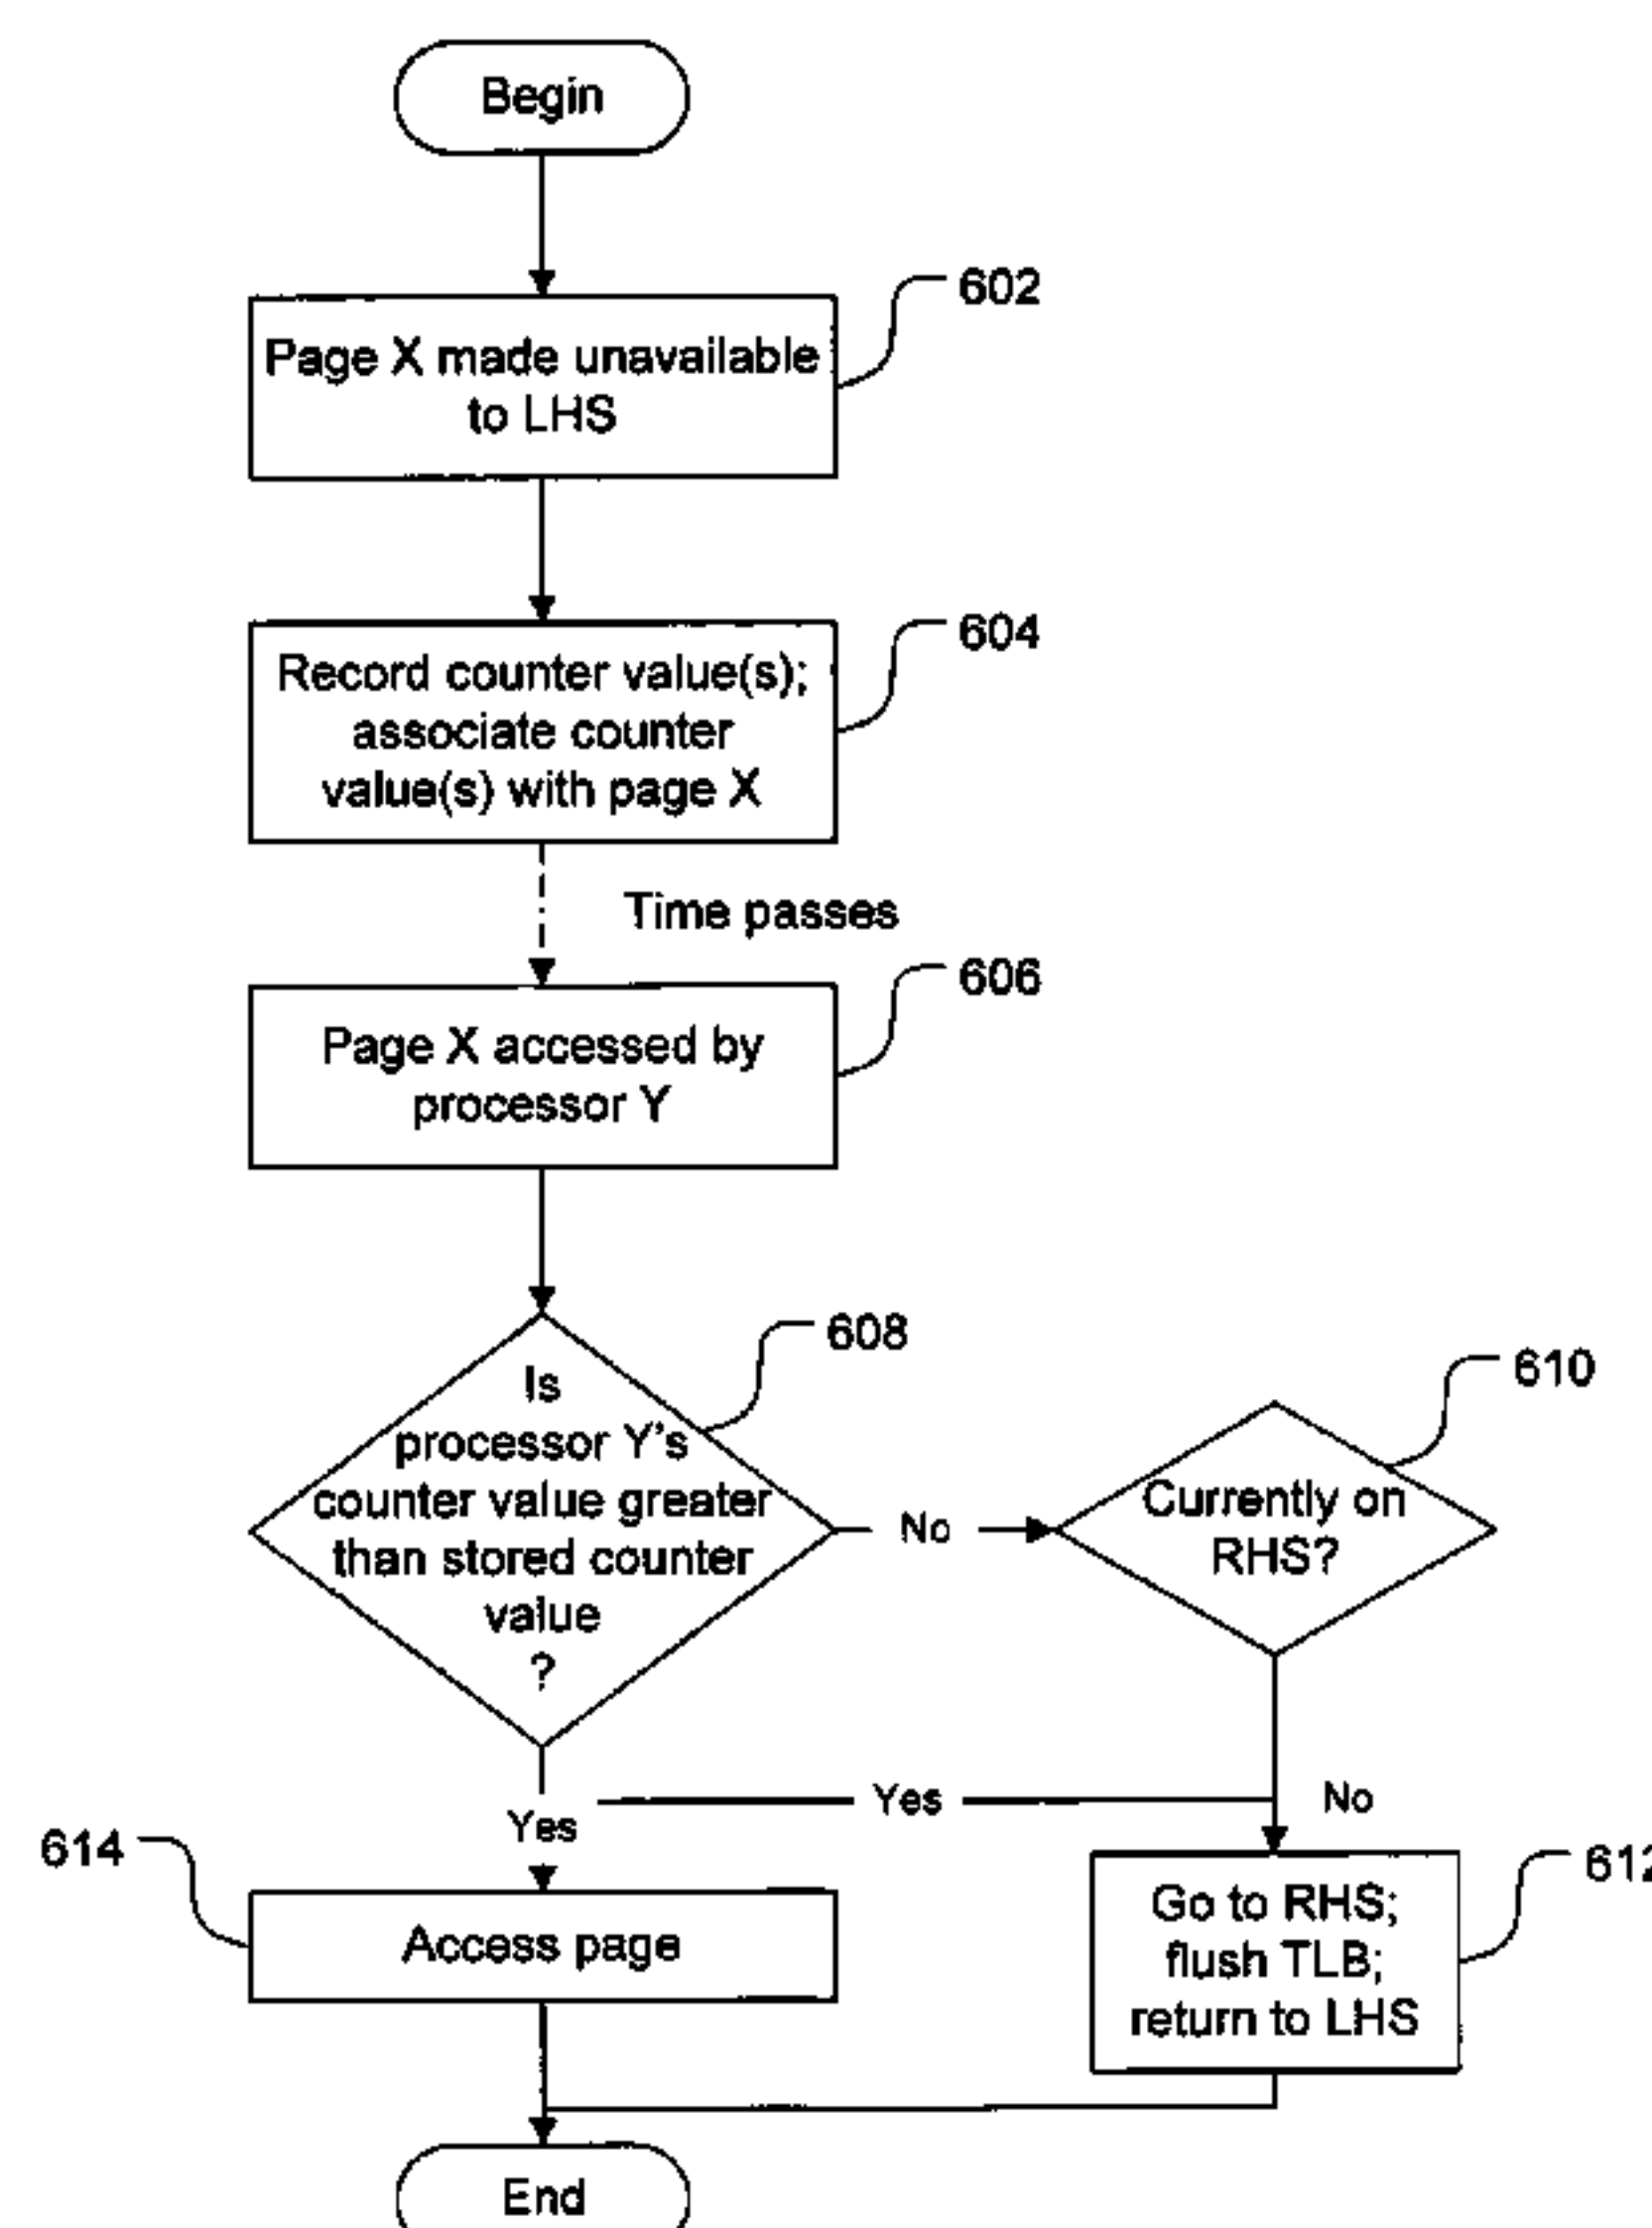 Begin
602
Page X made unavailable
to LHS
604
Record counter value(s);
associate counter
value(s) with page X
Time passes
606
Page X accessed by
processor Y
608
Is
processor Y's
counter value greater
than stored counter
value
?
No
610
Currently on
RHS?
Yes
Yes
No
614
Access page
612
Go to RHS;
flush TLB;
return to LHS
End